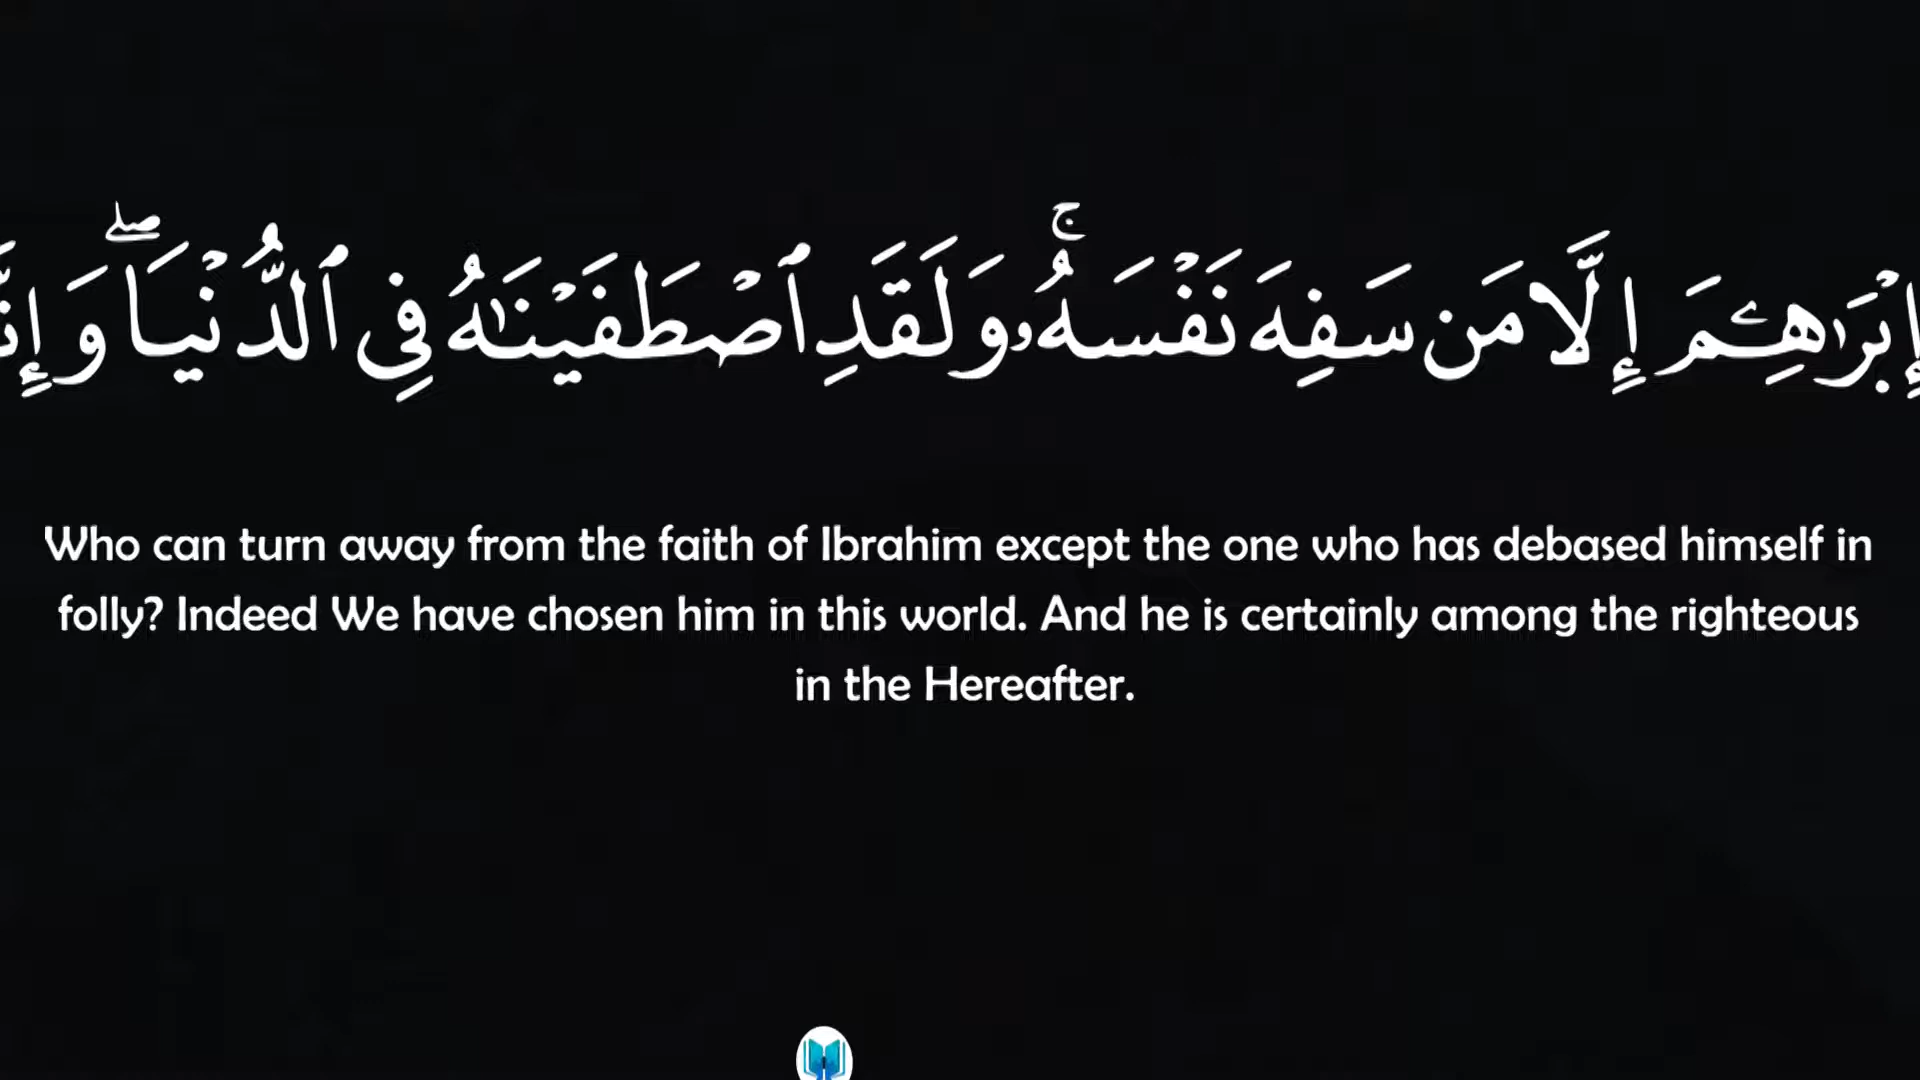 إِبْرَٰهِـۧمَ إِلَّا مَن سَفِهَ نَفْسَهُۥۚ وَلَقَدِ ٱصْطَفَيْنَـٰهُ فِى ٱلدُّنْيَاۖ وَ
Who can turn away from the faith of Ibrahim except the one who has debased himself in
folly? Indeed We have chosen him in this world. And he is certainly among the righteous
in the Hereafter.